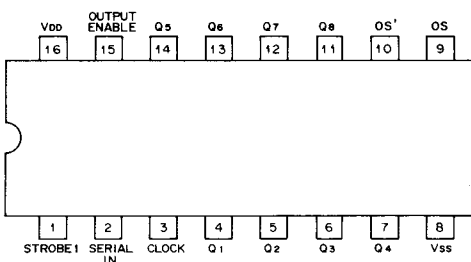 VDD OUTPUT ENABLE Q5 Q6 Q7 Q8 OS' OS
16 15 14 13 12 11 10 9
1 2 3 4 5 6 7 8
STROBE1 SERIAL IN CLOCK Q1 Q2 Q3 Q4 VSS